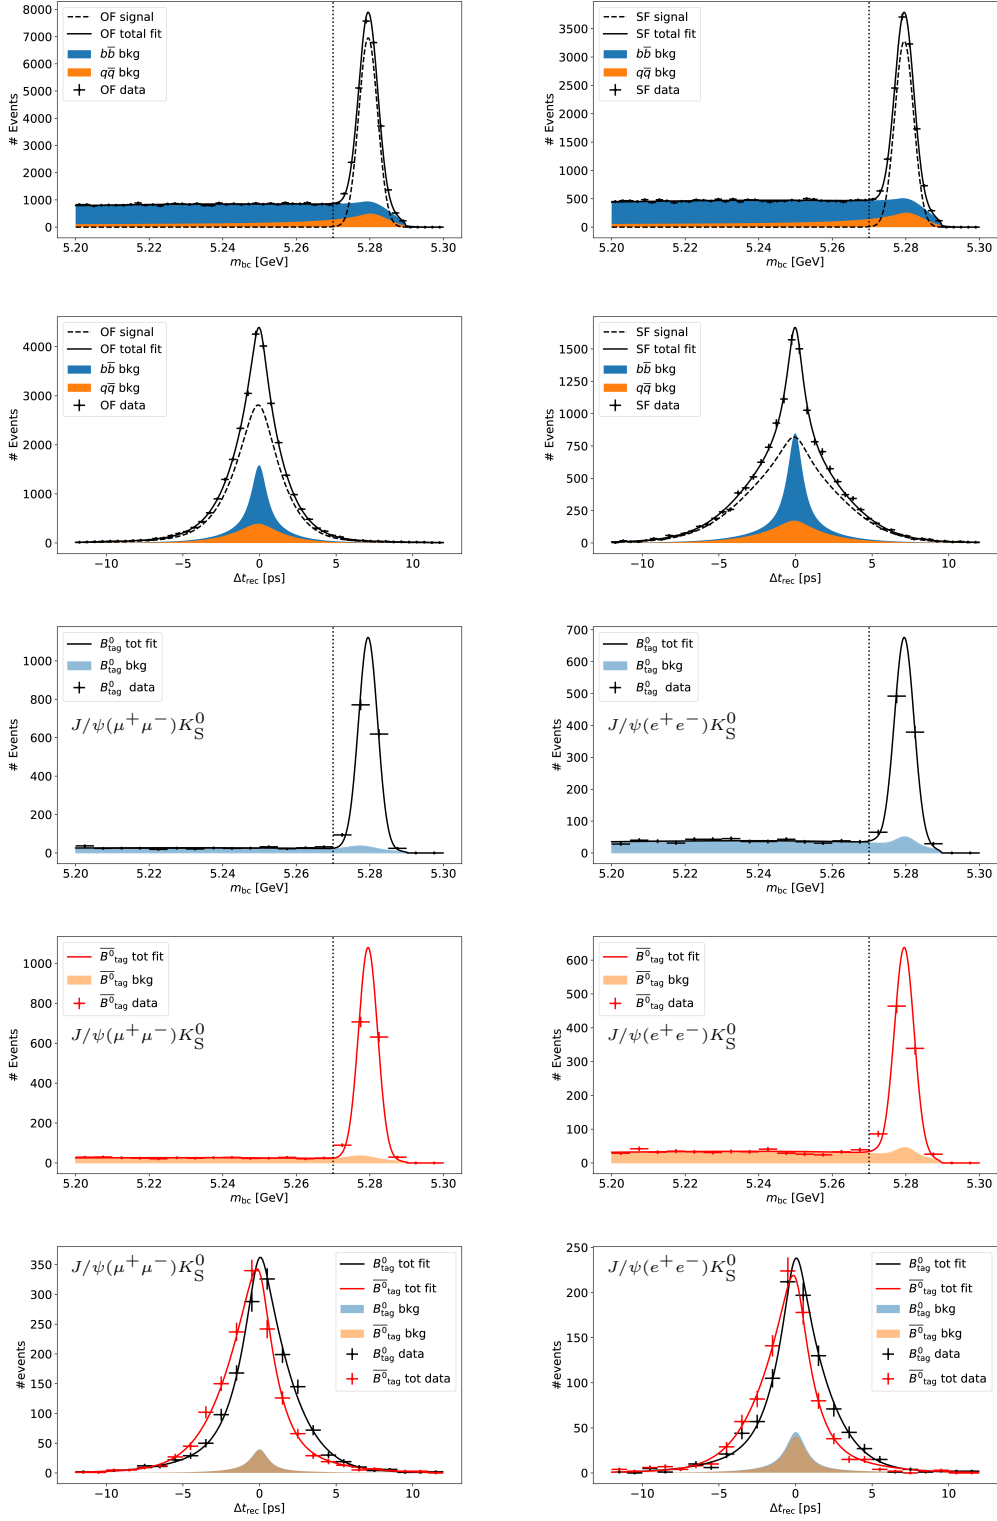 OF signal
OF total fit
bb̅ bkg
qq̅ bkg
OF data
# Events
8000
7000
6000
5000
4000
3000
2000
1000
0
5.20 5.22 5.24 5.26 5.28 5.30
m_bc [GeV]
SF signal
SF total fit
bb̅ bkg
qq̅ bkg
SF data
# Events
3500
3000
2500
2000
1500
1000
500
0
5.20 5.22 5.24 5.26 5.28 5.30
m_bc [GeV]
OF signal
OF total fit
bb̅ bkg
qq̅ bkg
OF data
# Events
4000
3000
2000
1000
0
−10 −5 0 5 10
Δt_rec [ps]
SF signal
SF total fit
bb̅ bkg
qq̅ bkg
SF data
# Events
1500
1250
1000
750
500
250
0
−10 −5 0 5 10
Δt_rec [ps]
B⁰_tag tot fit
B⁰_tag bkg
B⁰_tag data
J/ψ(μ⁺μ⁻)K⁰_S
# Events
1000
800
600
400
200
0
5.20 5.22 5.24 5.26 5.28 5.30
m_bc [GeV]
B⁰_tag tot fit
B⁰_tag bkg
B⁰_tag data
J/ψ(e⁺e⁻)K⁰_S
# Events
700
600
500
400
300
200
100
0
5.20 5.22 5.24 5.26 5.28 5.30
m_bc [GeV]
B̅⁰_tag tot fit
B̅⁰_tag bkg
B̅⁰_tag data
J/ψ(μ⁺μ⁻)K⁰_S
# Events
1000
800
600
400
200
0
5.20 5.22 5.24 5.26 5.28 5.30
m_bc [GeV]
B̅⁰_tag tot fit
B̅⁰_tag bkg
B̅⁰_tag data
J/ψ(e⁺e⁻)K⁰_S
# Events
600
500
400
300
200
100
0
5.20 5.22 5.24 5.26 5.28 5.30
m_bc [GeV]
J/ψ(μ⁺μ⁻)K⁰_S
B⁰_tag tot fit
B̅⁰_tag tot fit
B⁰_tag bkg
B̅⁰_tag bkg
B⁰_tag data
B̅⁰_tag tot data
#events
350
300
250
200
150
100
50
0
−10 −5 0 5 10
Δt_rec [ps]
J/ψ(e⁺e⁻)K⁰_S
B⁰_tag tot fit
B̅⁰_tag tot fit
B⁰_tag bkg
B̅⁰_tag bkg
B⁰_tag data
B̅⁰_tag tot data
#events
250
200
150
100
50
0
−10 −5 0 5 10
Δt_rec [ps]